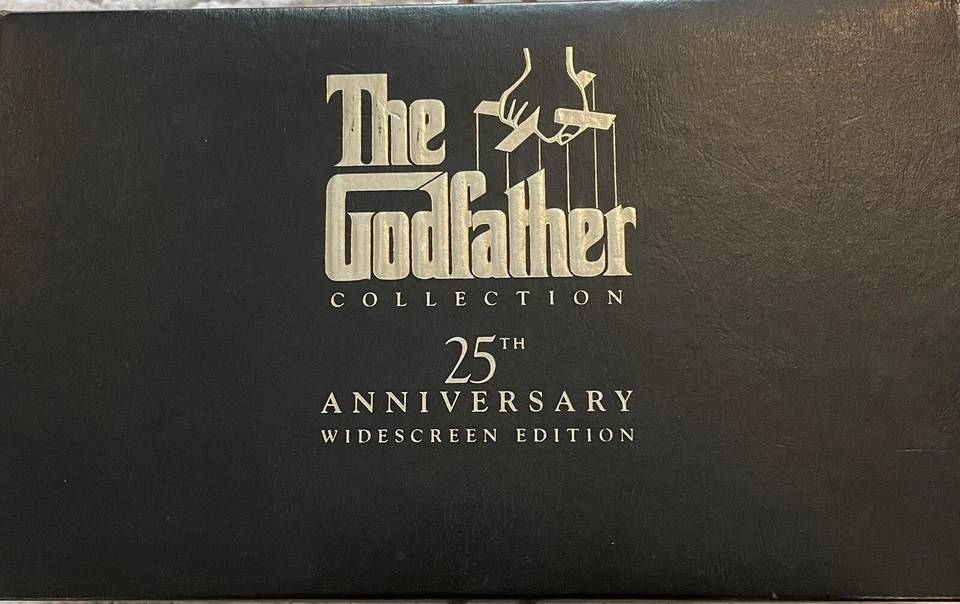 The
Godfather
COLLECTION
25TH
ANNIVERSARY
WIDESCREEN EDITION